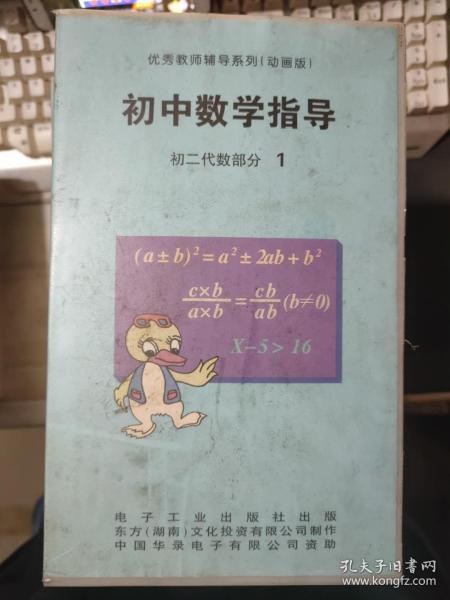 优秀教师辅导系列(动画版)
初中数学指导
初二代数部分 1
(a±b)²=a²±2ab+b²
c×b/a×b=cb/ab(b≠0)
X-5>16
电子工业出版社出版
东方(湖南)文化投资有限公司制作
中国华录电子有限公司资助
孔夫子旧书网
www.kongfz.com